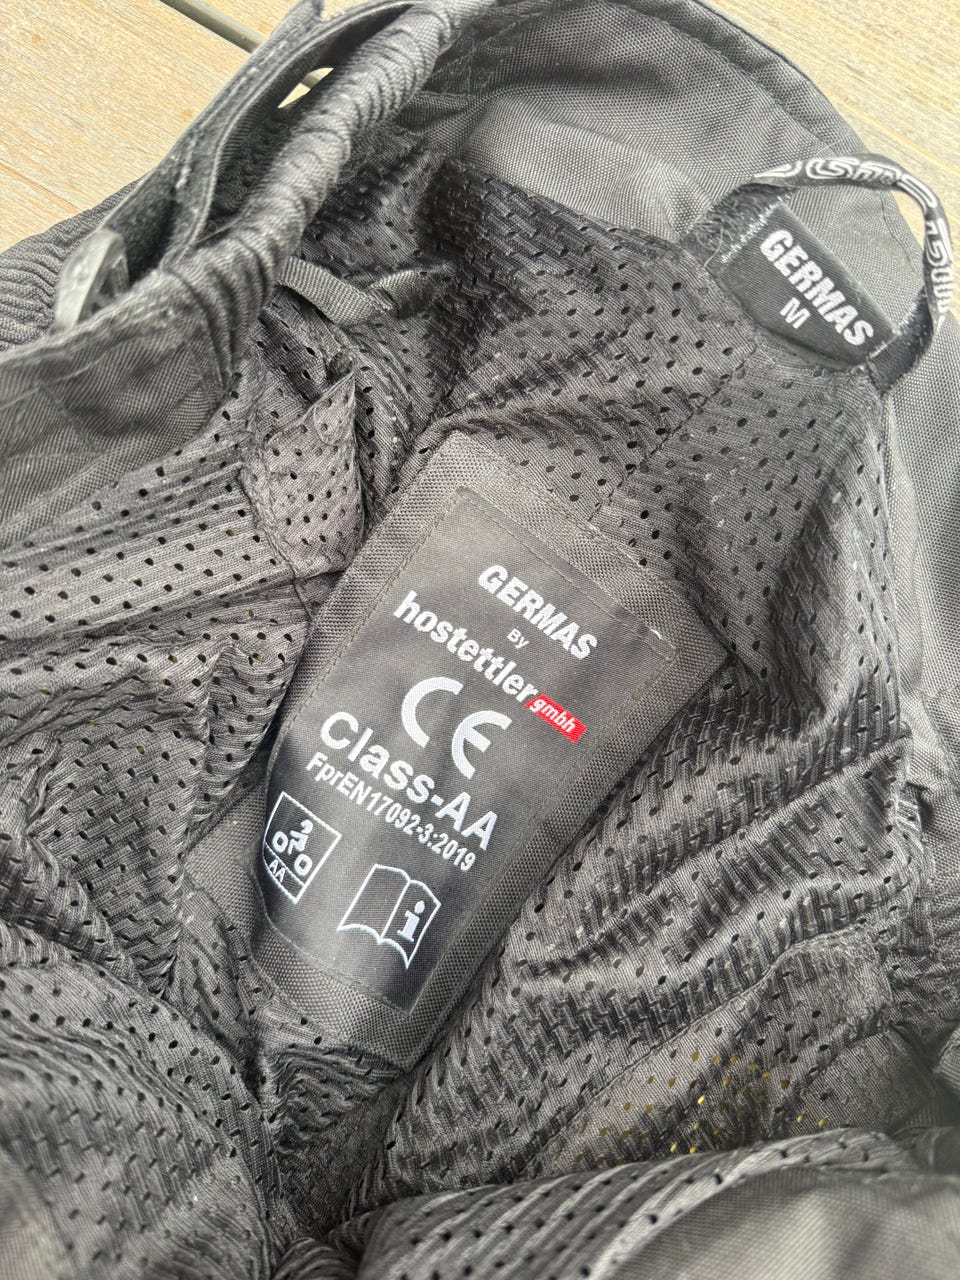 GERMAS
M
GERMAS
By
hostettler gmbh
CE
Class-AA
FprEN17092-3:2019
AA
i